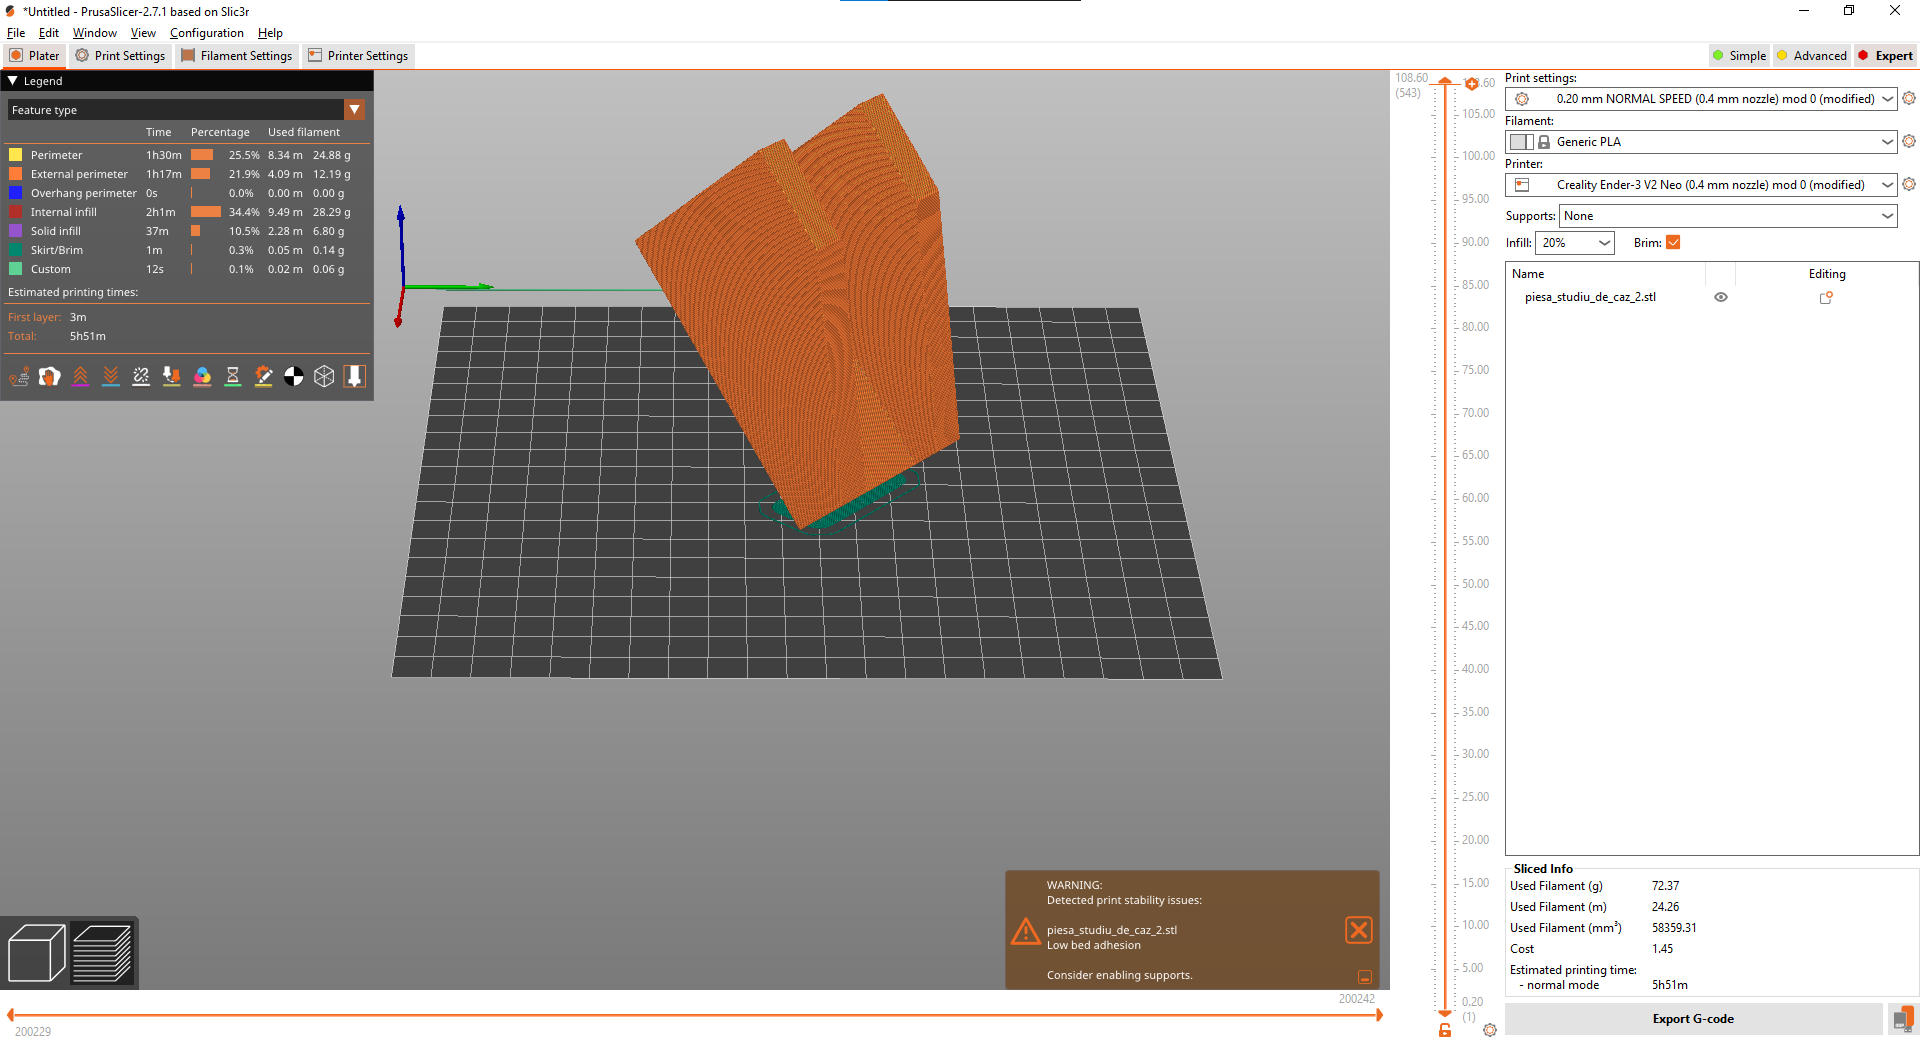 *Untitled - PrusaSlicer-2.7.1 based on Slic3r
File Edit Window View Configuration Help
Plater Print Settings Filament Settings Printer Settings Simple Advanced Expert
Legend
Feature type
Time Percentage Used filament
Perimeter 1h30m 25.5% 8.34 m 24.88 g
External perimeter 1h17m 21.9% 4.09 m 12.19 g
Overhang perimeter 0s 0.0% 0.00 m 0.00 g
Internal infill 2h1m 34.4% 9.49 m 28.29 g
Solid infill 37m 10.5% 2.28 m 6.80 g
Skirt/Brim 1m 0.3% 0.05 m 0.14 g
Custom 12s 0.1% 0.02 m 0.06 g
Estimated printing times:
First layer: 3m
Total: 5h51m
WARNING:
Detected print stability issues:
piesa_studiu_de_caz_2.stl
Low bed adhesion
Consider enabling supports.
200242
200229
108.60
(543)
105.00
100.00
95.00
90.00
85.00
80.00
75.00
70.00
65.00
60.00
55.00
50.00
45.00
40.00
35.00
30.00
25.00
20.00
15.00
10.00
5.00
0.20
(1)
Print settings:
0.20 mm NORMAL SPEED (0.4 mm nozzle) mod 0 (modified)
Filament:
Generic PLA
Printer:
Creality Ender-3 V2 Neo (0.4 mm nozzle) mod 0 (modified)
Supports: None
Infill: 20% Brim:
Name Editing
piesa_studiu_de_caz_2.stl
Sliced Info
Used Filament (g) 72.37
Used Filament (m) 24.26
Used Filament (mm³) 58359.31
Cost 1.45
Estimated printing time:
- normal mode 5h51m
Export G-code